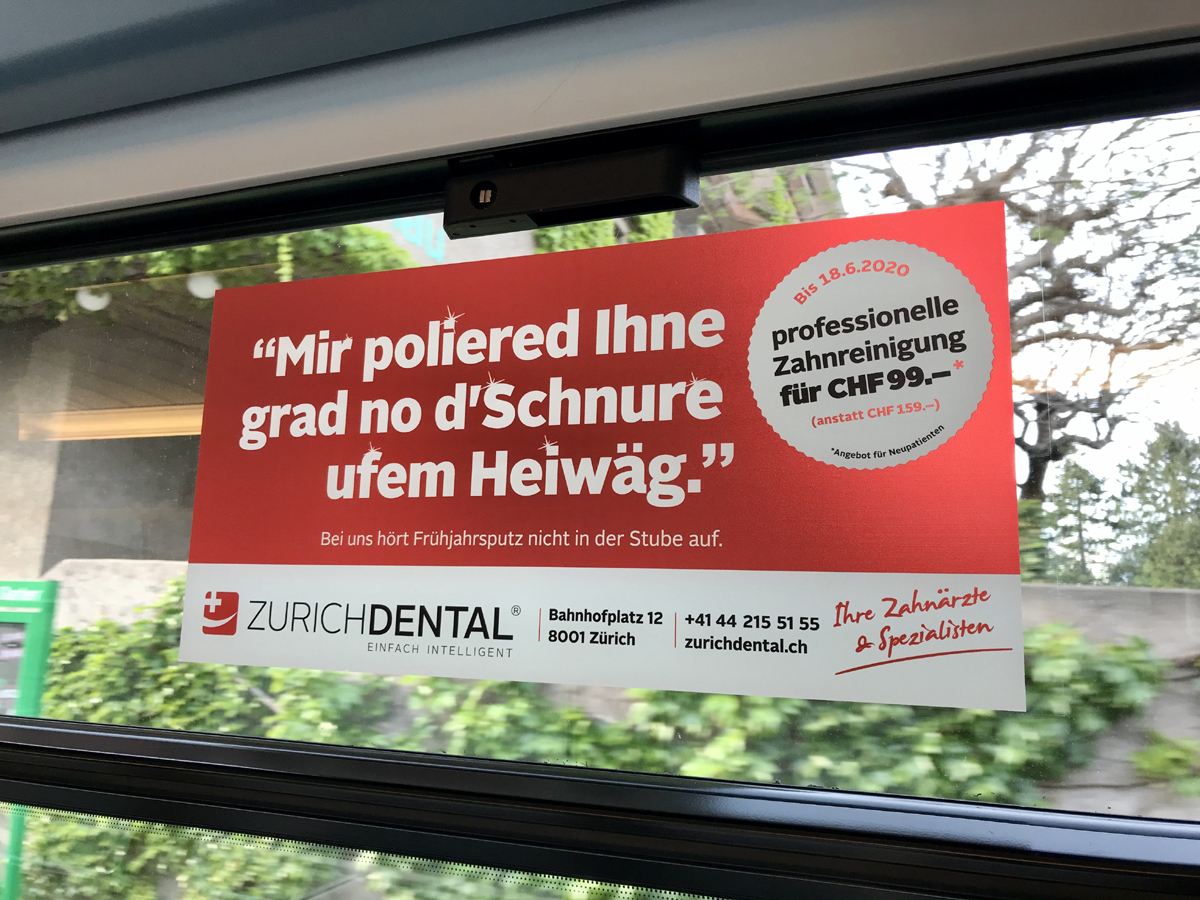 “Mir poliered Ihne
grad no d'Schnure
ufem Heiwäg.”
Bei uns hört Frühjahrsputz nicht in der Stube auf.
Bis 18.6.2020
professionelle
Zahnreinigung
für CHF 99.–*
(anstatt CHF 159.–)
*Angebot für Neupatienten
ZURICHDENTAL®
EINFACH INTELLIGENT
Bahnhofplatz 12
8001 Zürich
+41 44 215 51 55
zurichdental.ch
Ihre Zahnärzte
& Spezialisten